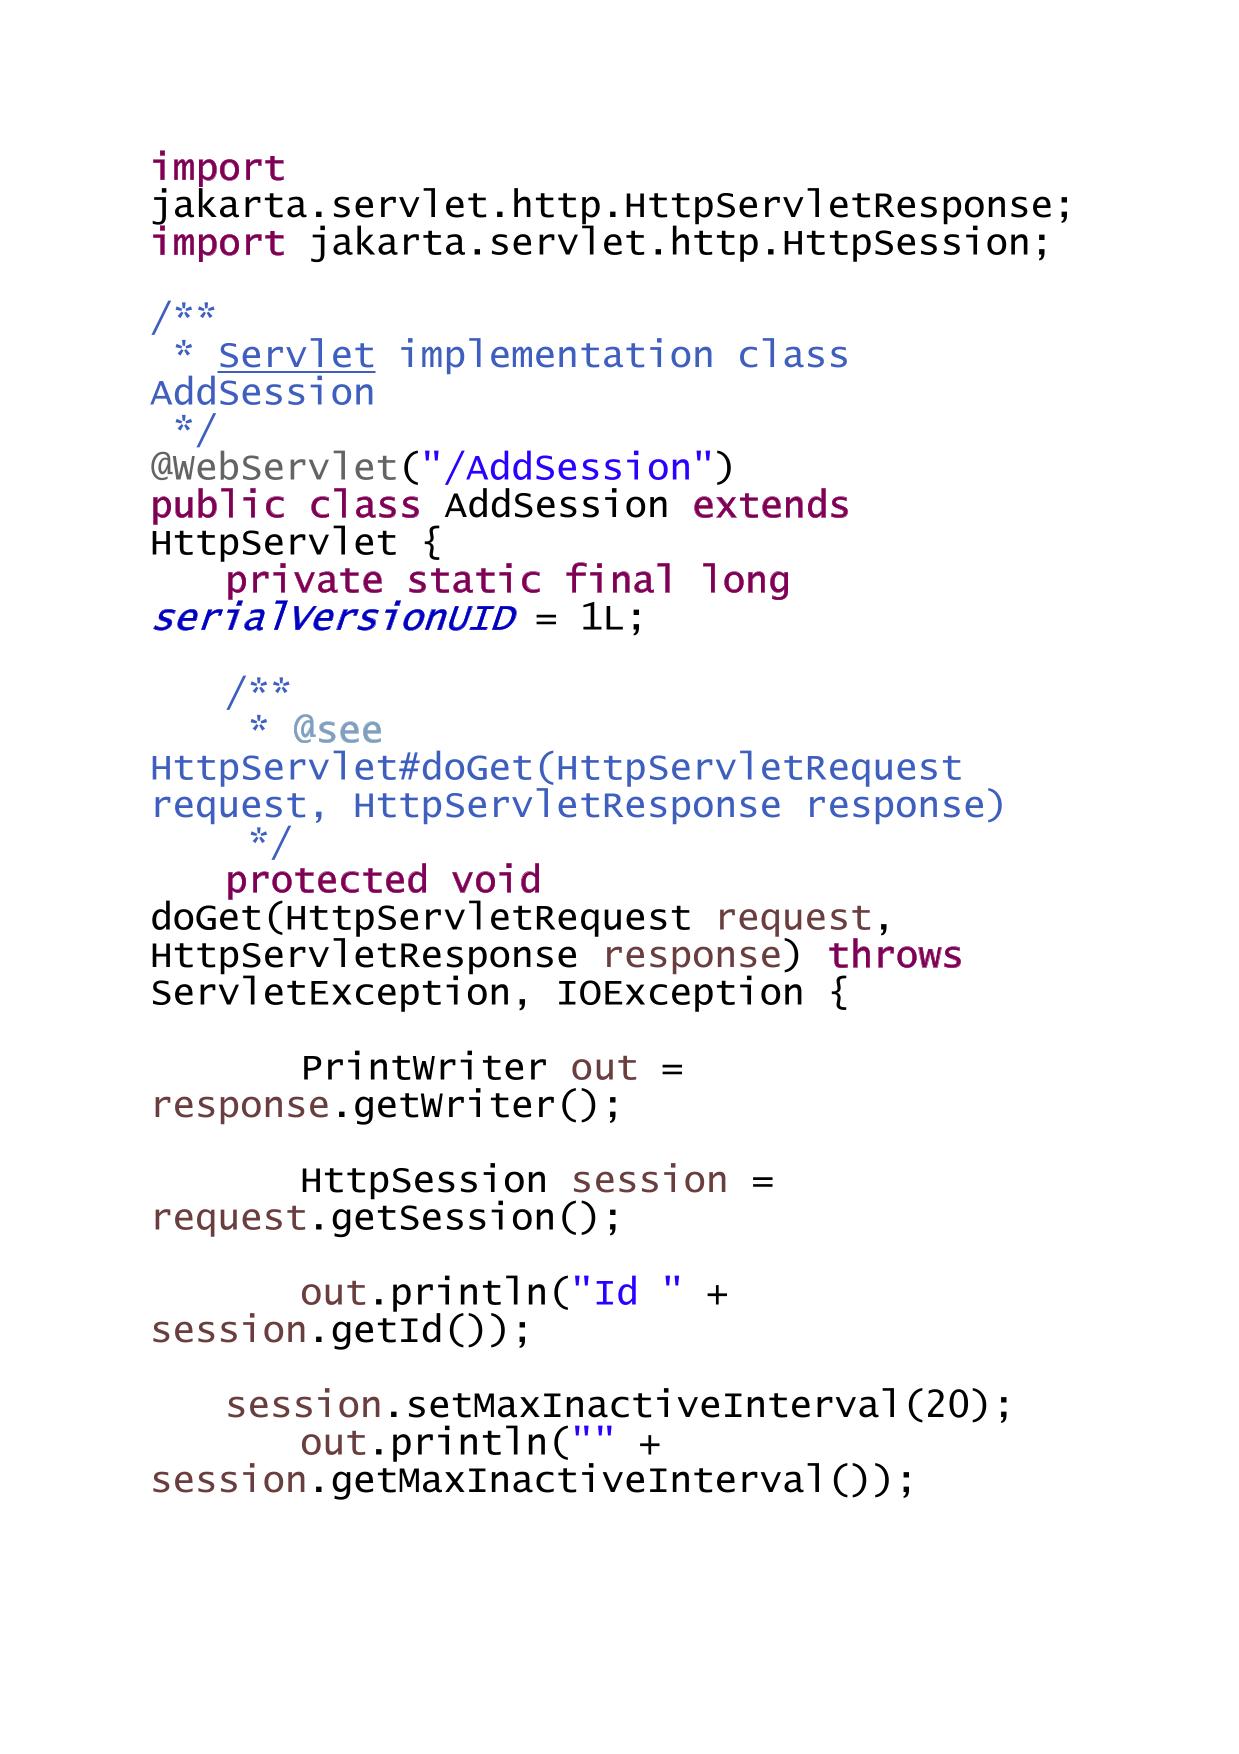 import
jakarta.servlet.http.HttpServletResponse;
import jakarta.servlet.http.HttpSession;
/**
* Servlet implementation class
AddSession
*/
@WebServlet("/AddSession")
public class AddSession extends
HttpServlet {
private static final long
serialVersionUID = 1L;
/**
* @see
HttpServlet#doGet(HttpServletRequest
request, HttpServletResponse response)
*/
protected void
doGet(HttpServletRequest request,
HttpServletResponse response) throws
ServletException, IOException {
PrintWriter out =
response.getWriter();
HttpSession session =
request.getSession();
out.println("Id " +
session.getId());
session.setMaxInactiveInterval(20);
out.println("" +
session.getMaxInactiveInterval());